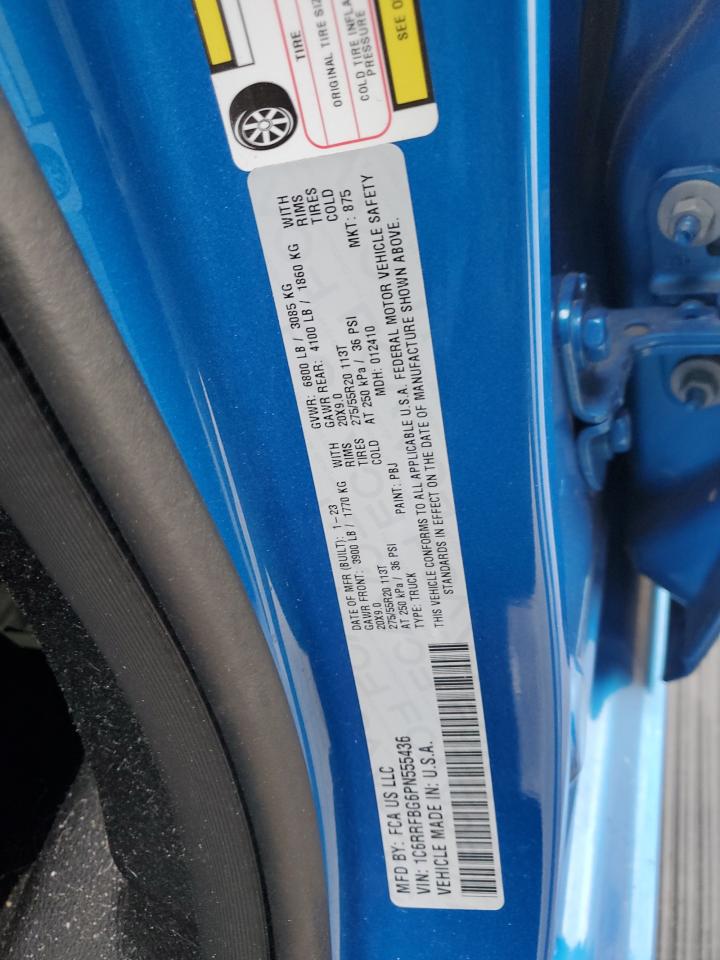 TIRE
ORIGINAL TIRE
COLD TIRE
PRESSURE
SEE
MFD BY: FCA US LLC
DATE OF MFR (BUILT): 1-23
GVWR: 6800 LB / 3085 KG
GAWR FRONT: 3900 LB / 1770 KG WITH
20X9.0 RIMS
275/55R20 113T TIRES
AT 250 kPa / 36 PSI COLD
GAWR REAR: 4100 LB / 1860 KG WITH
20X9.0 RIMS
275/55R20 113T TIRES
AT 250 kPa / 36 PSI COLD
VIN: 1C6RRFBG6PN555436
TYPE: TRUCK PAINT: PBJ MDH: 012410 MKT: 875
VEHICLE MADE IN: U.S.A.
THIS VEHICLE CONFORMS TO ALL APPLICABLE U.S.A. FEDERAL MOTOR VEHICLE SAFETY
STANDARDS IN EFFECT ON THE DATE OF MANUFACTURE SHOWN ABOVE.